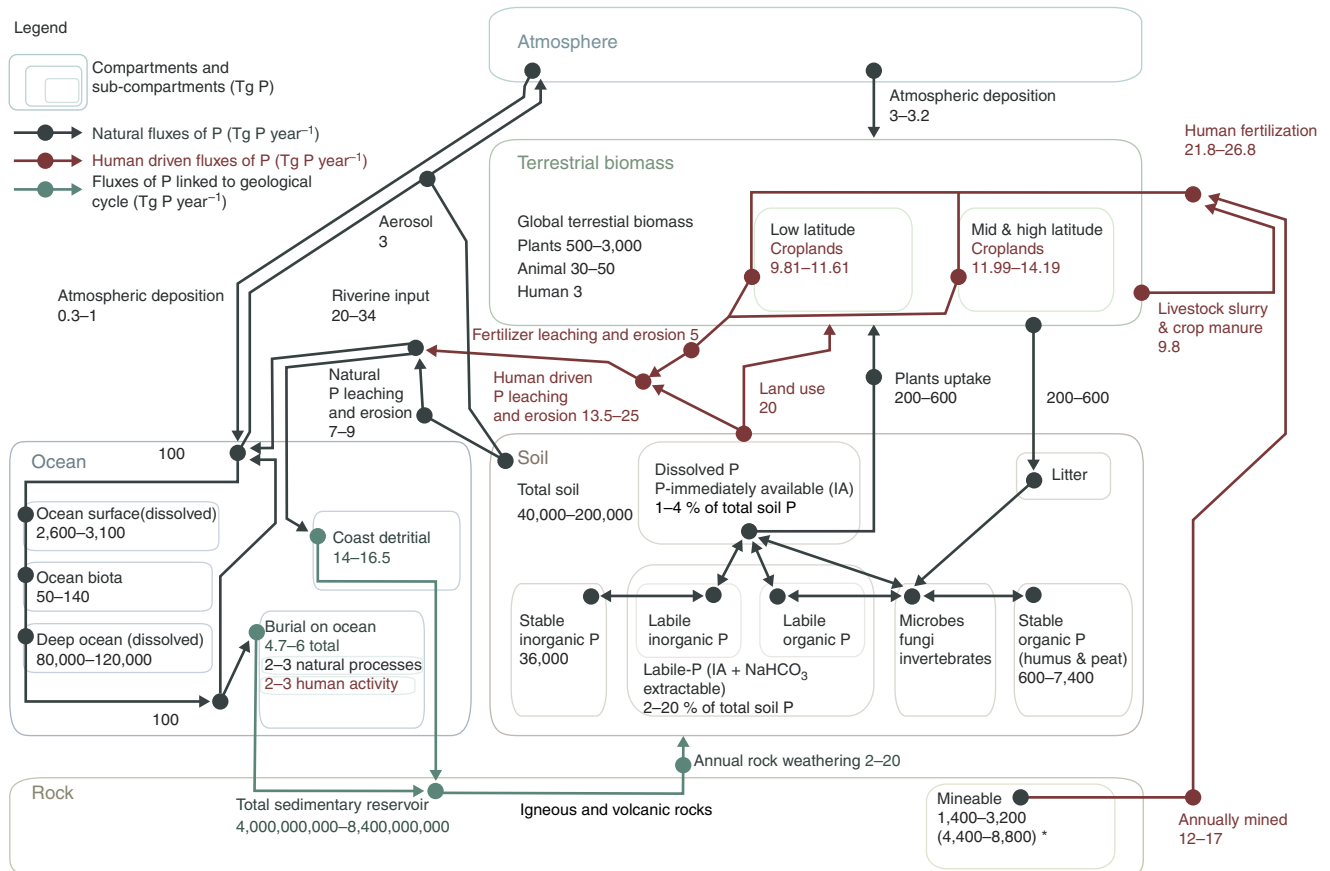 Legend
Compartments and
sub-compartments (Tg P)
Natural fluxes of P (Tg P year⁻¹)
Human driven fluxes of P (Tg P year⁻¹)
Fluxes of P linked to geological
cycle (Tg P year⁻¹)
Atmosphere
Atmospheric deposition
3–3.2
Human fertilization
21.8–26.8
Terrestrial biomass
Global terrestial biomass
Plants 500–3,000
Animal 30–50
Human 3
Low latitude
Croplands
9.81–11.61
Mid & high latitude
Croplands
11.99–14.19
Aerosol
3
Atmospheric deposition
0.3–1
Riverine input
20–34
Livestock slurry
& crop manure
9.8
Fertilizer leaching and erosion 5
Natural
P leaching
and erosion
7–9
Human driven
P leaching
and erosion 13.5–25
Land use
20
Plants uptake
200–600
200–600
Ocean
100
Ocean surface(dissolved)
2,600–3,100
Ocean biota
50–140
Deep ocean (dissolved)
80,000–120,000
100
Coast detritial
14–16.5
Burial on ocean
4.7–6 total
2–3 natural processes
2–3 human activity
Soil
Total soil
40,000–200,000
Dissolved P
P-immediately available (IA)
1–4 % of total soil P
Litter
Stable
inorganic P
36,000
Labile
inorganic P
Labile
organic P
Labile-P (IA + NaHCO₃
extractable)
2–20 % of total soil P
Microbes
fungi
invertebrates
Stable
organic P
(humus & peat)
600–7,400
Annual rock weathering 2–20
Rock
Total sedimentary reservoir
4,000,000,000–8,400,000,000
Igneous and volcanic rocks
Mineable
1,400–3,200
(4,400–8,800) *
Annually mined
12–17